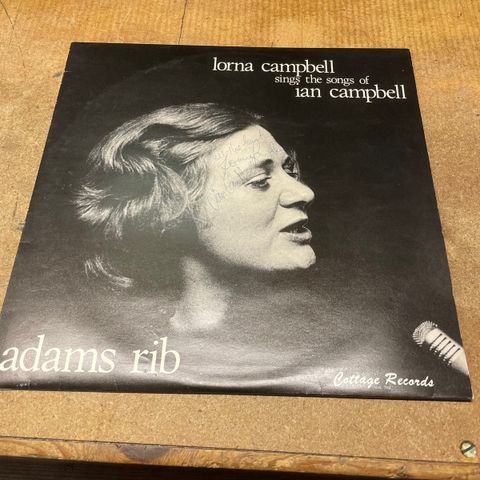 lorna campbell
sings the songs of
ian campbell
adams rib
Cottage Records